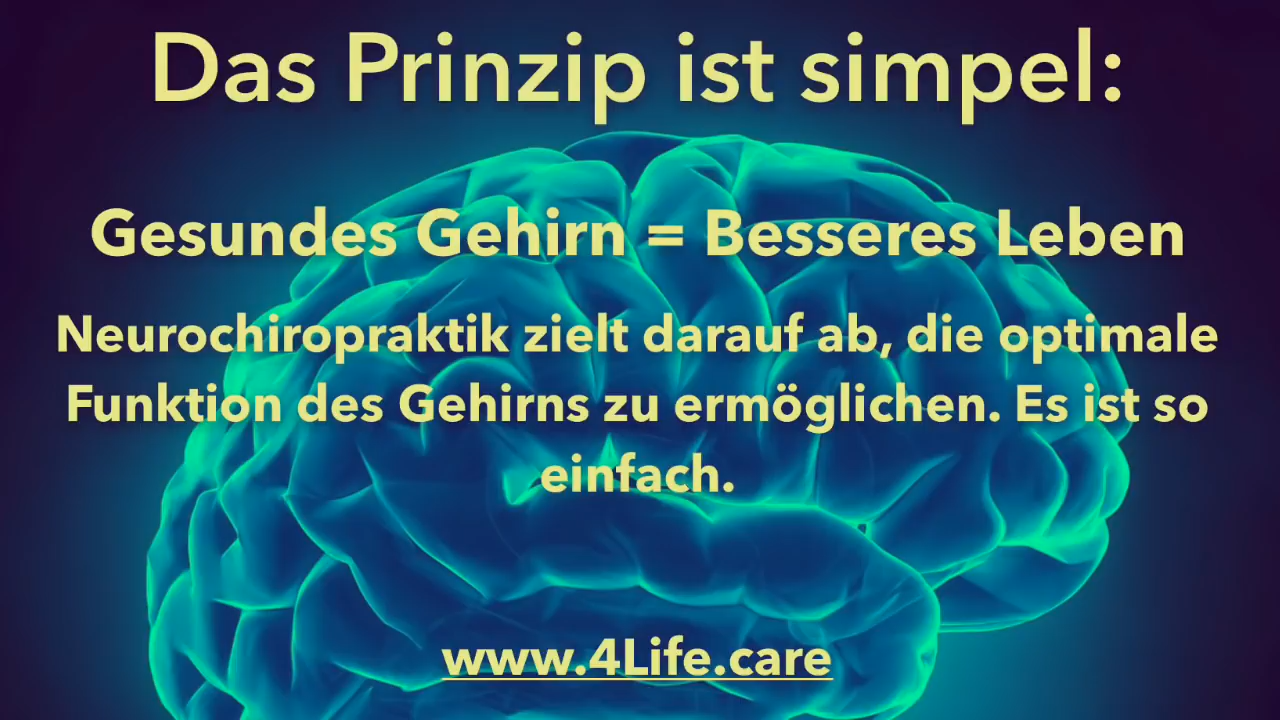 Das Prinzip ist simpel:
Gesundes Gehirn = Besseres Leben
Neurochiropraktik zielt darauf ab, die optimale
Funktion des Gehirns zu ermöglichen. Es ist so
einfach.
www.4Life.care